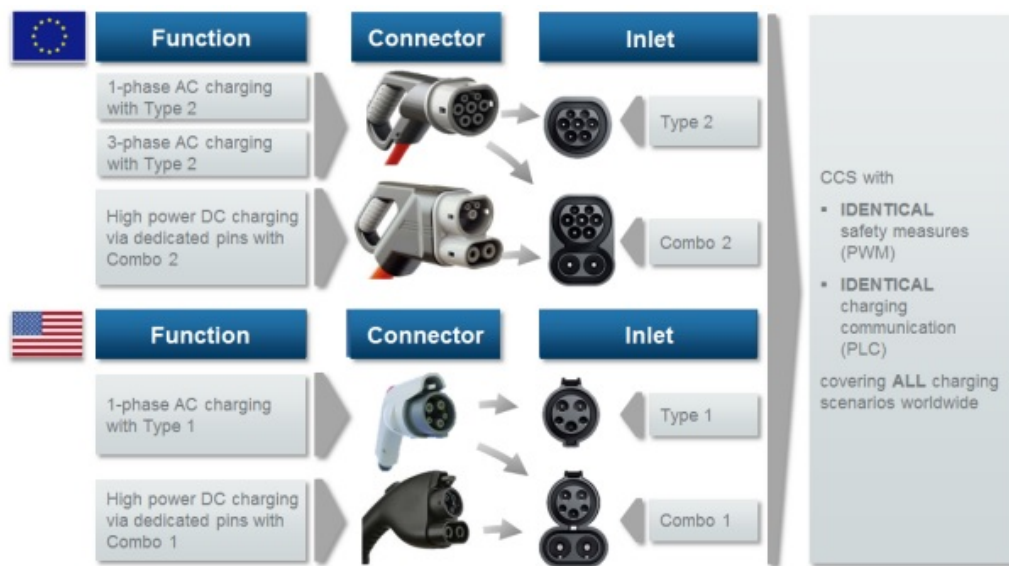 Function
Connector
Inlet
1-phase AC charging
with Type 2
3-phase AC charging
with Type 2
Type 2
High power DC charging
via dedicated pins with
Combo 2
Combo 2
Function
Connector
Inlet
1-phase AC charging
with Type 1
Type 1
High power DC charging
via dedicated pins with
Combo 1
Combo 1
CCS with
▪ IDENTICAL
safety measures
(PWM)
▪ IDENTICAL
charging
communication
(PLC)
covering ALL charging
scenarios worldwide